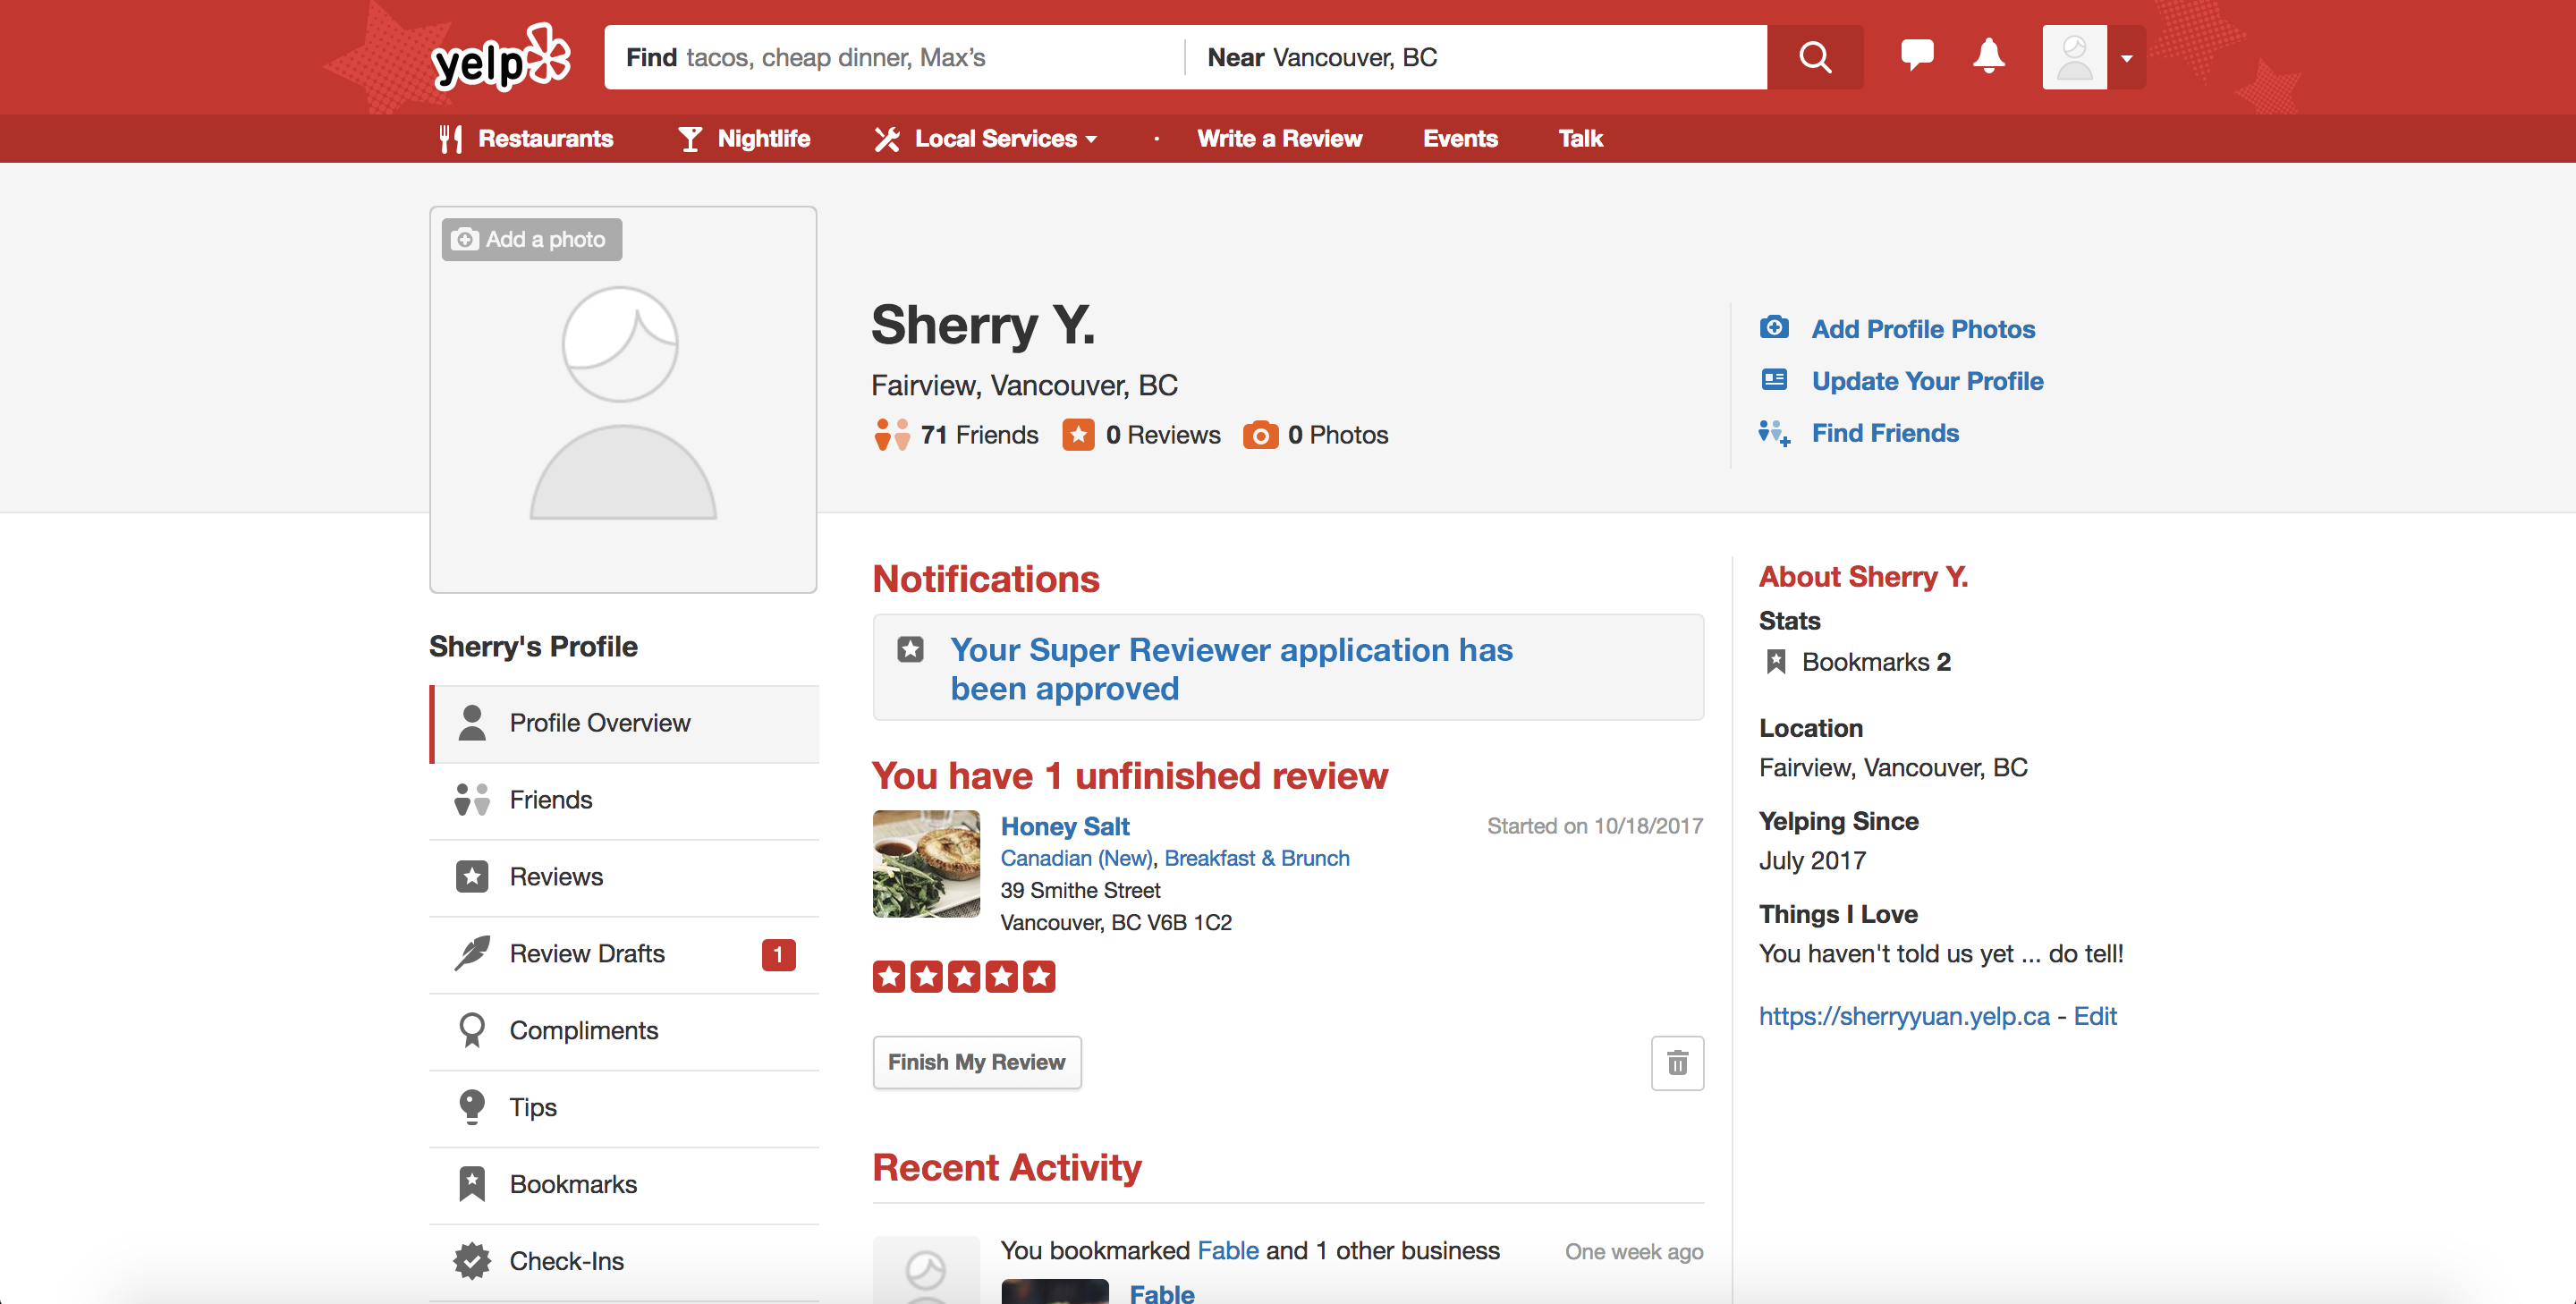 yelp
Find tacos, cheap dinner, Max's
Near Vancouver, BC
Restaurants
Nightlife
Local Services
·
Write a Review
Events
Talk
Add a photo
Sherry Y.
Fairview, Vancouver, BC
71 Friends 0 Reviews 0 Photos
Add Profile Photos
Update Your Profile
Find Friends
Sherry's Profile
Profile Overview
Friends
Reviews
Review Drafts 1
Compliments
Tips
Bookmarks
Check-Ins
Notifications
Your Super Reviewer application has
been approved
You have 1 unfinished review
Honey Salt
Started on 10/18/2017
Canadian (New), Breakfast & Brunch
39 Smithe Street
Vancouver, BC V6B 1C2
Finish My Review
Recent Activity
You bookmarked Fable and 1 other business
One week ago
Fable
About Sherry Y.
Stats
Bookmarks 2
Location
Fairview, Vancouver, BC
Yelping Since
July 2017
Things I Love
You haven't told us yet ... do tell!
https://sherryyuan.yelp.ca - Edit